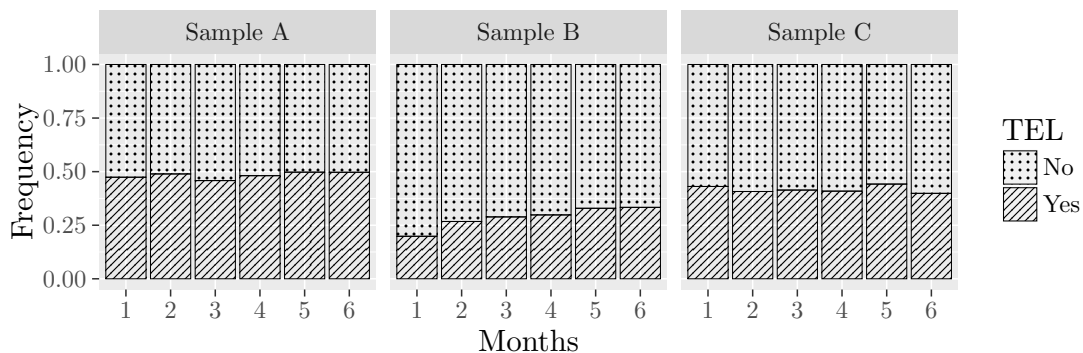 Sample A
Sample B
Sample C
Frequency
1.00
0.75
0.50
0.25
0.00
1 2 3 4 5 6
1 2 3 4 5 6
1 2 3 4 5 6
Months
TEL
No
Yes